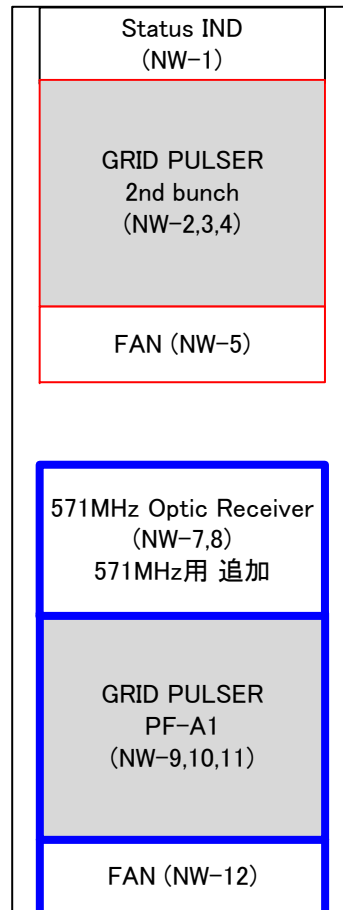 Status IND
(NW-1)
GRID PULSER
2nd bunch
(NW-2,3,4)
FAN (NW-5)
571MHz Optic Receiver
(NW-7,8)
571MHz用 追加
GRID PULSER
PF-A1
(NW-9,10,11)
FAN (NW-12)